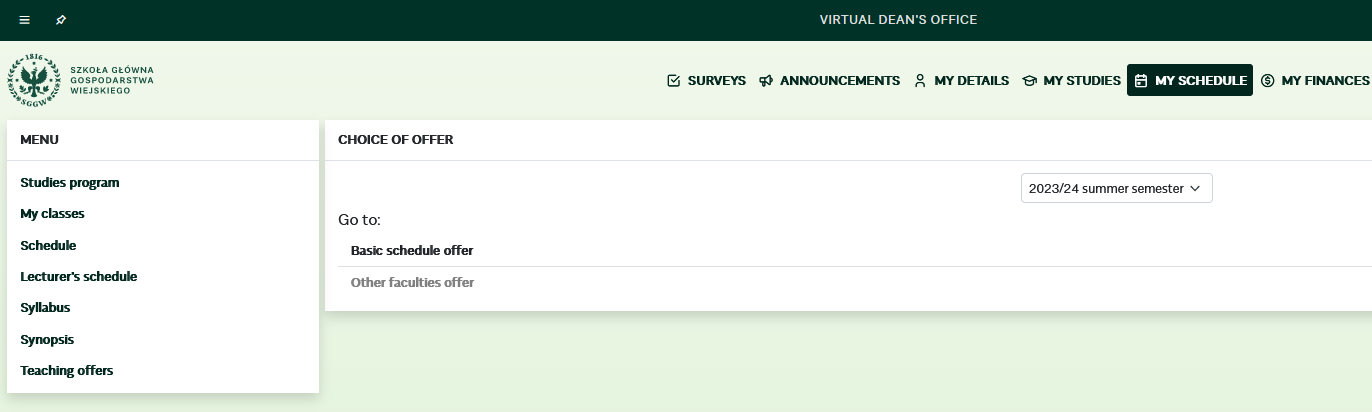 VIRTUAL DEAN'S OFFICE
1816
SGGW
SZKOŁA GŁÓWNA
GOSPODARSTWA
WIEJSKIEGO
SURVEYS
ANNOUNCEMENTS
MY DETAILS
MY STUDIES
MY SCHEDULE
MY FINANCES
MENU
Studies program
My classes
Schedule
Lecturer's schedule
Syllabus
Synopsis
Teaching offers
CHOICE OF OFFER
2023/24 summer semester
Go to:
Basic schedule offer
Other faculties offer